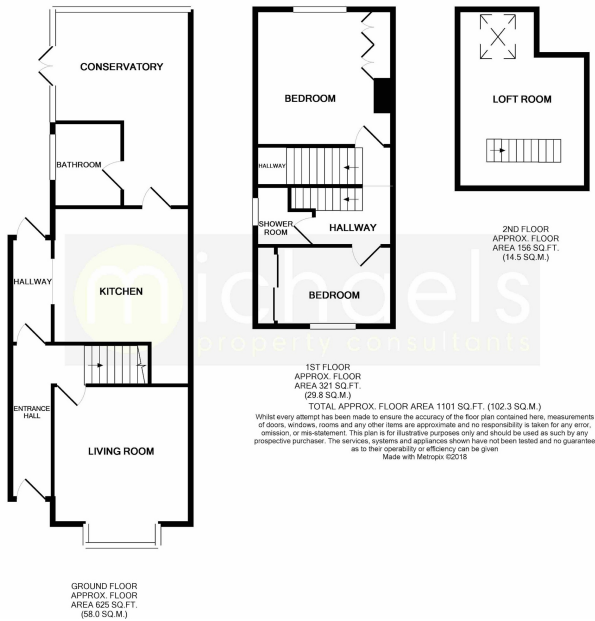 CONSERVATORY
BATHROOM
HALLWAY
KITCHEN
ENTRANCE
HALL
LIVING ROOM
GROUND FLOOR
APPROX. FLOOR
AREA 625 SQ.FT.
(58.0 SQ.M.)
BEDROOM
HALLWAY
SHOWER
ROOM
HALLWAY
BEDROOM
1ST FLOOR
APPROX. FLOOR
AREA 321 SQ.FT.
(29.8 SQ.M.)
LOFT ROOM
2ND FLOOR
APPROX. FLOOR
AREA 156 SQ.FT.
(14.5 SQ.M.)
michaels
property consultants
TOTAL APPROX. FLOOR AREA 1101 SQ.FT. (102.3 SQ.M.)
Whilst every attempt has been made to ensure the accuracy of the floor plan contained here, measurements
of doors, windows, rooms and any other items are approximate and no responsibility is taken for any error,
omission, or mis-statement. This plan is for illustrative purposes only and should be used as such by any
prospective purchaser. The services, systems and appliances shown have not been tested and no guarantee
as to their operability or efficiency can be given
Made with Metropix ©2018